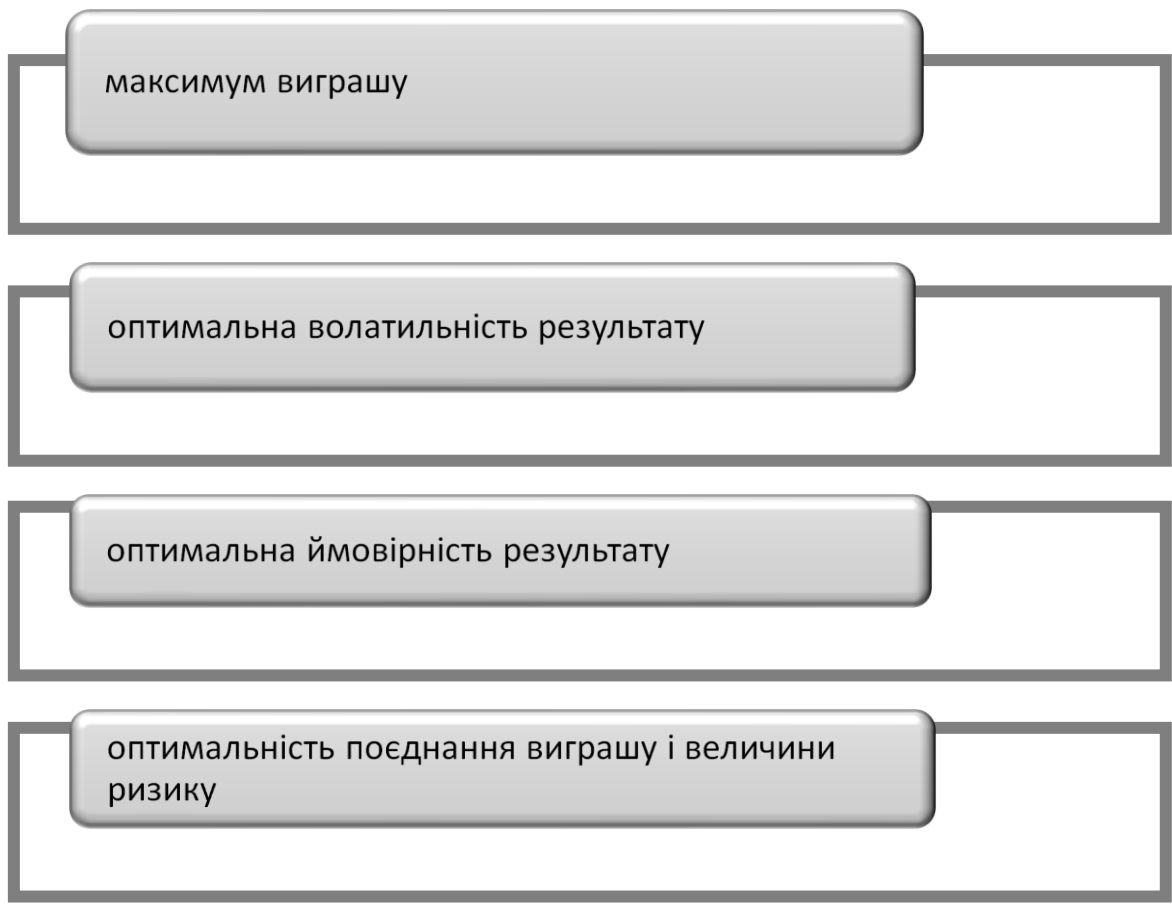 максимум виграшу
оптимальна волатильність результату
оптимальна ймовірність результату
оптимальність поєднання виграшу і величини
ризику